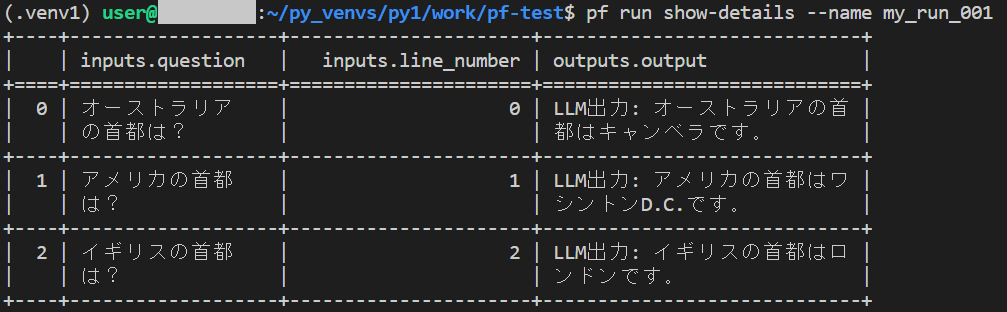 (.venv1) user@ :~/py_venvs/py1/work/pf-test$ pf run show-details --name my_run_001
+----+-------------------+----------------------+-----------------------------+
|    | inputs.question   |   inputs.line_number | outputs.output              |
+====+===================+======================+=============================+
|  0 | オーストラリア | 0 | LLM出力: オーストラリアの首 |
|    | の首都は？ | | 都はキャンベラです。 |
+----+-------------------+----------------------+-----------------------------+
|  1 | アメリカの首都 | 1 | LLM出力: アメリカの首都はワ |
|    | は？ | | シントンD.C.です。 |
+----+-------------------+----------------------+-----------------------------+
|  2 | イギリスの首都 | 2 | LLM出力: イギリスの首都はロ |
|    | は？ | | ンドンです。 |
+----+-------------------+----------------------+-----------------------------+